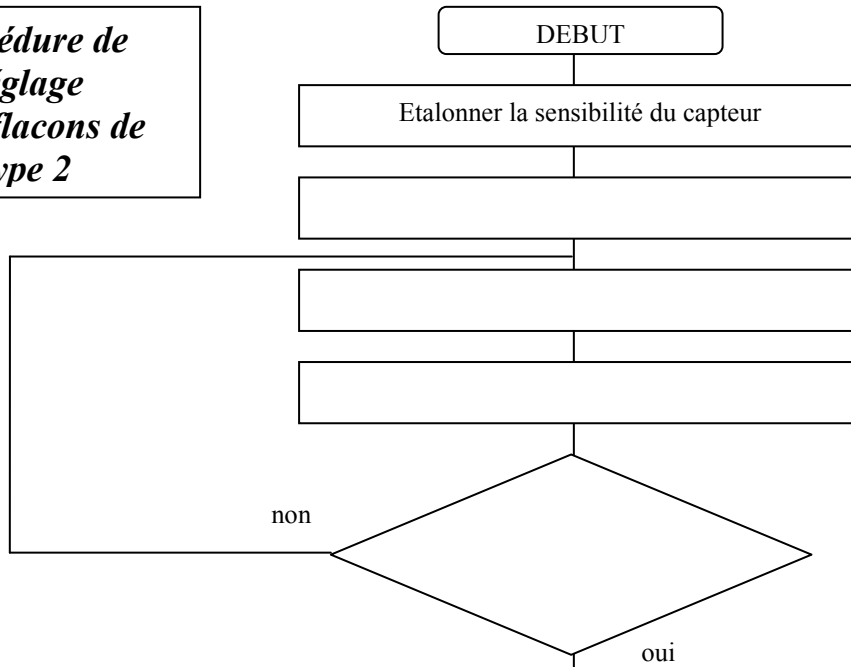 édure de
églage
flacons de
ype 2
DEBUT
Etalonner la sensibilité du capteur
non
oui